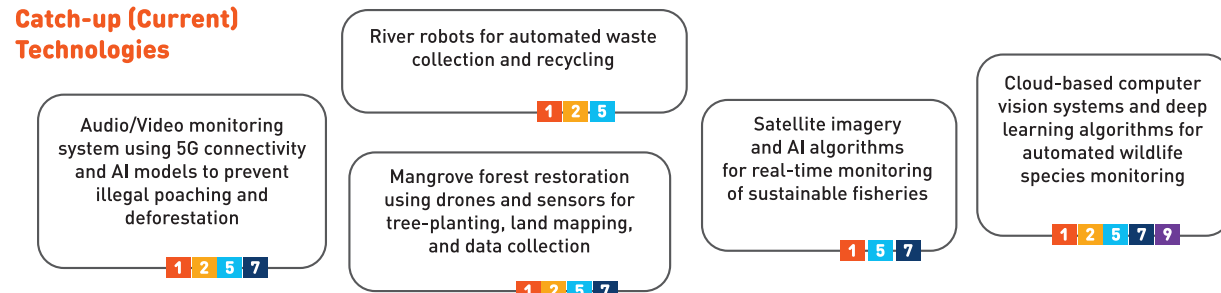 Catch-up (Current)
Technologies
Audio/Video monitoring
system using 5G connectivity
and AI models to prevent
illegal poaching and
deforestation
1 2 5 7
River robots for automated waste
collection and recycling
1 2 5
Mangrove forest restoration
using drones and sensors for
tree-planting, land mapping,
and data collection
1 2 5 7
Satellite imagery
and AI algorithms
for real-time monitoring
of sustainable fisheries
1 5 7
Cloud-based computer
vision systems and deep
learning algorithms for
automated wildlife
species monitoring
1 2 5 7 9